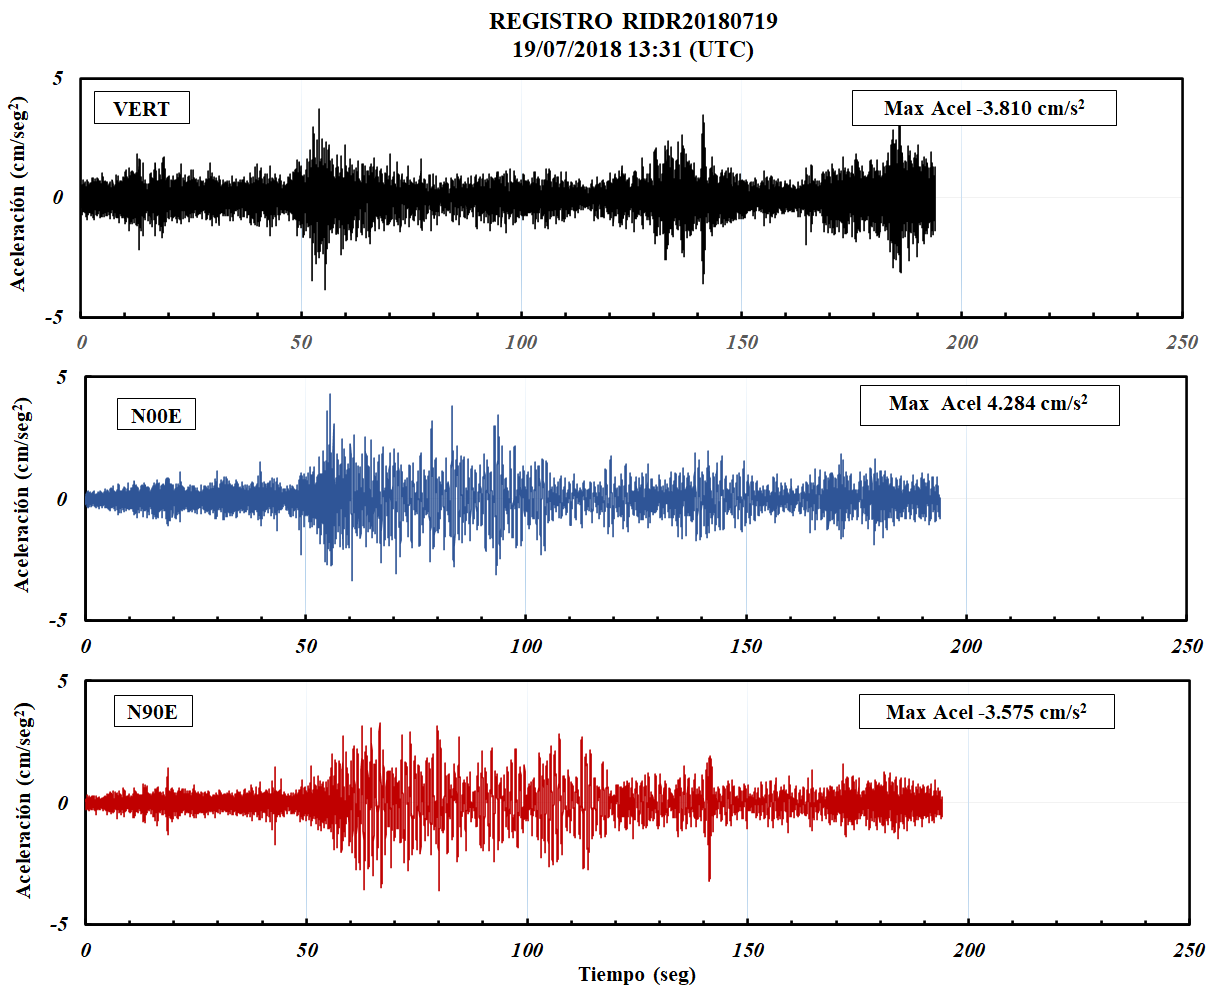 REGISTRO RIDR20180719
19/07/2018 13:31 (UTC)
Aceleración (cm/seg²)
5
0
-5
VERT
Max Acel -3.810 cm/s²
0 50 100 150 200 250
Aceleración (cm/seg²)
5
0
-5
N00E
Max Acel 4.284 cm/s²
0 50 100 150 200 250
Aceleración (cm/seg²)
5
0
-5
N90E
Max Acel -3.575 cm/s²
0 50 100 150 200 250
Tiempo (seg)